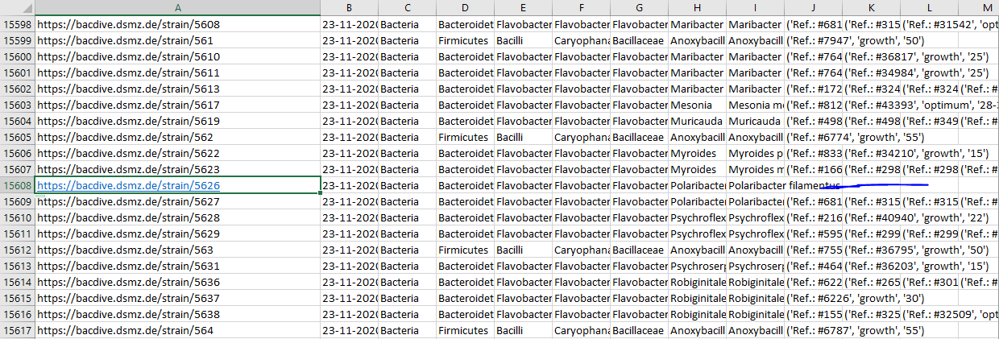 A B C D E F G H I J K L M
15598 https://bacdive.dsmz.de/strain/5608 23-11-2020 Bacteria Bacteroidet Flavobacter Flavobacter Flavobacter Maribacter Maribacter ('Ref.: #681 ('Ref.: #315 ('Ref.: #31542', 'opt
15599 https://bacdive.dsmz.de/strain/561 23-11-2020 Bacteria Firmicutes Bacilli Caryophana Bacillaceae Anoxybacill Anoxybacill ('Ref.: #7947', 'growth', '50')
15600 https://bacdive.dsmz.de/strain/5610 23-11-2020 Bacteria Bacteroidet Flavobacter Flavobacter Flavobacter Maribacter Maribacter ('Ref.: #764 ('Ref.: #36817', 'growth', '25')
15601 https://bacdive.dsmz.de/strain/5611 23-11-2020 Bacteria Bacteroidet Flavobacter Flavobacter Flavobacter Maribacter Maribacter ('Ref.: #764 ('Ref.: #34984', 'growth', '25')
15602 https://bacdive.dsmz.de/strain/5613 23-11-2020 Bacteria Bacteroidet Flavobacter Flavobacter Flavobacter Maribacter Maribacter ('Ref.: #172 ('Ref.: #324 ('Ref.: #324 ('Ref.: #
15603 https://bacdive.dsmz.de/strain/5617 23-11-2020 Bacteria Bacteroidet Flavobacter Flavobacter Flavobacter Mesonia Mesonia m ('Ref.: #812 ('Ref.: #43393', 'optimum', '28-
15604 https://bacdive.dsmz.de/strain/5619 23-11-2020 Bacteria Bacteroidet Flavobacter Flavobacter Flavobacter Muricauda Muricauda ('Ref.: #498 ('Ref.: #498 ('Ref.: #349 ('Ref.: #
15605 https://bacdive.dsmz.de/strain/562 23-11-2020 Bacteria Firmicutes Bacilli Caryophana Bacillaceae Anoxybacill Anoxybacill ('Ref.: #6774', 'growth', '55')
15606 https://bacdive.dsmz.de/strain/5622 23-11-2020 Bacteria Bacteroidet Flavobacter Flavobacter Flavobacter Myroides Myroides p ('Ref.: #833 ('Ref.: #34210', 'growth', '15')
15607 https://bacdive.dsmz.de/strain/5623 23-11-2020 Bacteria Bacteroidet Flavobacter Flavobacter Flavobacter Myroides Myroides m ('Ref.: #166 ('Ref.: #298 ('Ref.: #298 ('Ref.: #
15608 https://bacdive.dsmz.de/strain/5626 23-11-2020 Bacteria Bacteroidet Flavobacter Flavobacter Flavobacter Polaribacter Polaribacter filamentus
15609 https://bacdive.dsmz.de/strain/5627 23-11-2020 Bacteria Bacteroidet Flavobacter Flavobacter Flavobacter Polaribacter Polaribacter ('Ref.: #681 ('Ref.: #315 ('Ref.: #315 ('Ref.: #
15610 https://bacdive.dsmz.de/strain/5628 23-11-2020 Bacteria Bacteroidet Flavobacter Flavobacter Flavobacter Psychroflex Psychroflex ('Ref.: #216 ('Ref.: #40940', 'growth', '22')
15611 https://bacdive.dsmz.de/strain/5629 23-11-2020 Bacteria Bacteroidet Flavobacter Flavobacter Flavobacter Psychroflex Psychroflex ('Ref.: #595 ('Ref.: #299 ('Ref.: #299 ('Ref.: #
15612 https://bacdive.dsmz.de/strain/563 23-11-2020 Bacteria Firmicutes Bacilli Caryophana Bacillaceae Anoxybacill Anoxybacill ('Ref.: #755 ('Ref.: #36795', 'growth', '50')
15613 https://bacdive.dsmz.de/strain/5631 23-11-2020 Bacteria Bacteroidet Flavobacter Flavobacter Flavobacter Psychroserp Psychroserp ('Ref.: #464 ('Ref.: #36203', 'growth', '15')
15614 https://bacdive.dsmz.de/strain/5636 23-11-2020 Bacteria Bacteroidet Flavobacter Flavobacter Flavobacter Robiginitale Robiginitale ('Ref.: #622 ('Ref.: #265 ('Ref.: #301 ('Ref.: #
15615 https://bacdive.dsmz.de/strain/5637 23-11-2020 Bacteria Bacteroidet Flavobacter Flavobacter Flavobacter Robiginitale Robiginitale ('Ref.: #6226', 'growth', '30')
15616 https://bacdive.dsmz.de/strain/5638 23-11-2020 Bacteria Bacteroidet Flavobacter Flavobacter Flavobacter Robiginitale Robiginitale ('Ref.: #155 ('Ref.: #325 ('Ref.: #32509', 'opt
15617 https://bacdive.dsmz.de/strain/564 23-11-2020 Bacteria Firmicutes Bacilli Caryophana Bacillaceae Anoxybacill Anoxybacill ('Ref.: #6787', 'growth', '55')